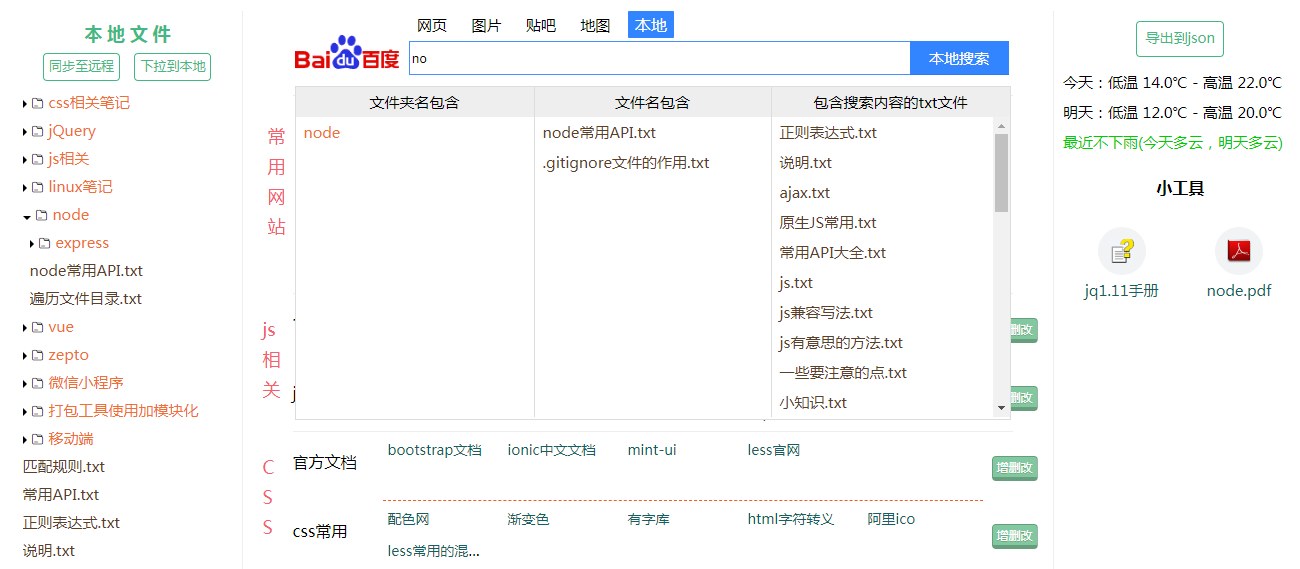 本地文件
同步至远程 下拉到本地
css相关笔记
jQuery
js相关
linux笔记
node
express
node常用API.txt
遍历文件目录.txt
vue
zepto
微信小程序
打包工具使用加模块化
移动端
匹配规则.txt
常用API.txt
正则表达式.txt
说明.txt
网页 图片 贴吧 地图 本地
Bai du 百度 no 本地搜索
文件夹名包含 文件名包含 包含搜索内容的txt文件
node
node常用API.txt
.gitignore文件的作用.txt
正则表达式.txt
说明.txt
ajax.txt
原生JS常用.txt
常用API大全.txt
js.txt
js兼容写法.txt
js有意思的方法.txt
一些要注意的点.txt
小知识.txt
常用网站
js相关
删改
删改
CSS
官方文档 bootstrap文档 ionic中文文档 mint-ui less官网 增删改
css常用 配色网 渐变色 有字库 html字符转义 阿里ico 增删改
less常用的混...
导出到json
今天：低温 14.0℃ - 高温 22.0℃
明天：低温 12.0℃ - 高温 20.0℃
最近不下雨(今天多云，明天多云)
小工具
jq1.11手册 node.pdf